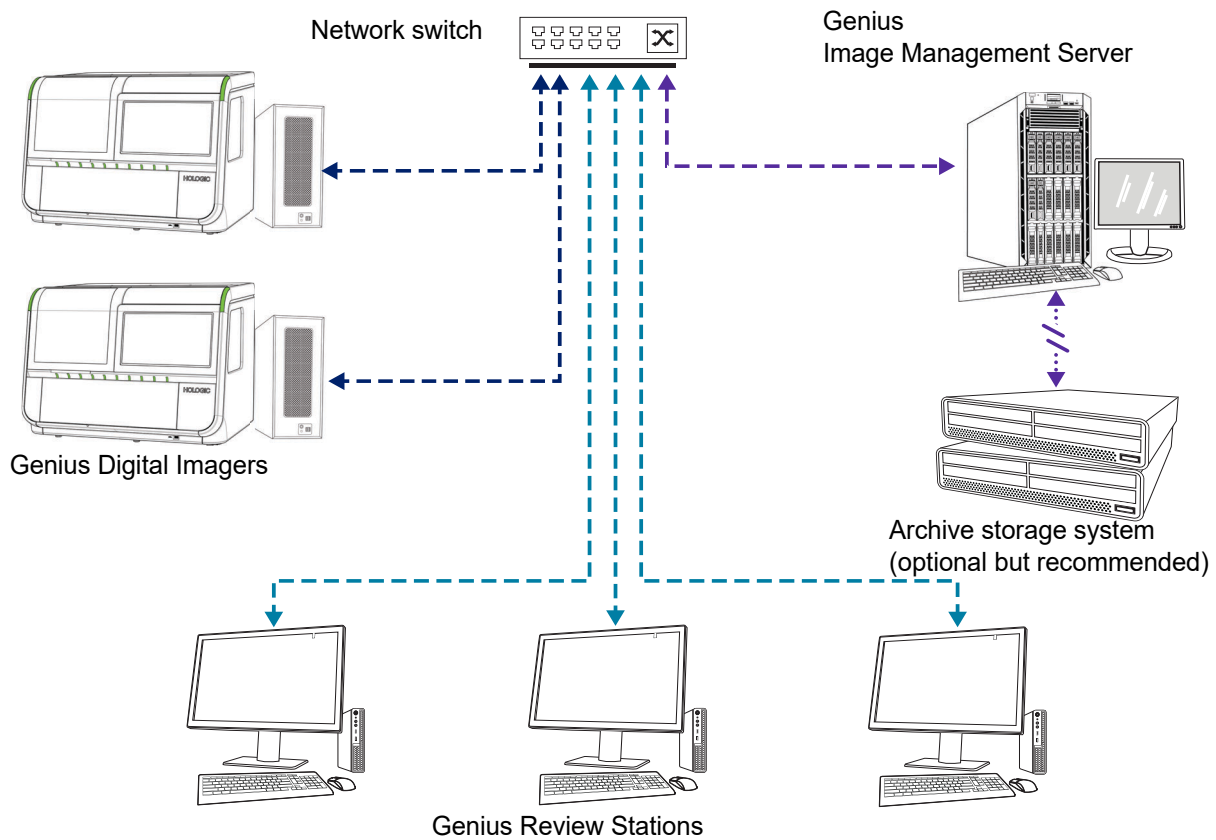 Network switch
Genius
Image Management Server
HOLOGIC
HOLOGIC
Genius Digital Imagers
Archive storage system
(optional but recommended)
Genius Review Stations